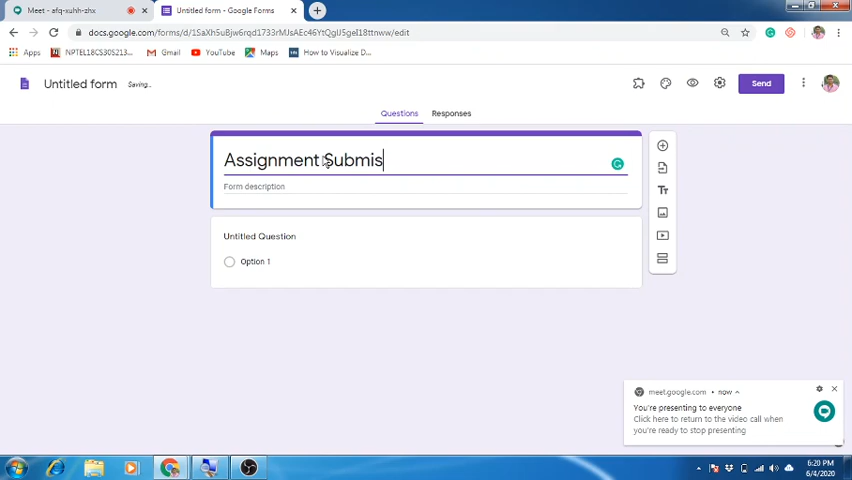 Meet - afq-xuhh-zhx
Untitled form - Google Forms
docs.google.com/forms/d/1SaXh5uBjw6rqd1733rMJsAEc46YtQglJ5geI18ttnww/edit
Apps
NPTEL18CS30S213...
Gmail
YouTube
Maps
How to Visualize D...
Untitled form
Saving...
Send
Questions
Responses
Assignment Submis
Form description
Untitled Question
Option 1
Tт
meet.google.com • now
You're presenting to everyone
Click here to return to the video call when
you're ready to stop presenting
6:20 PM
6/4/2020